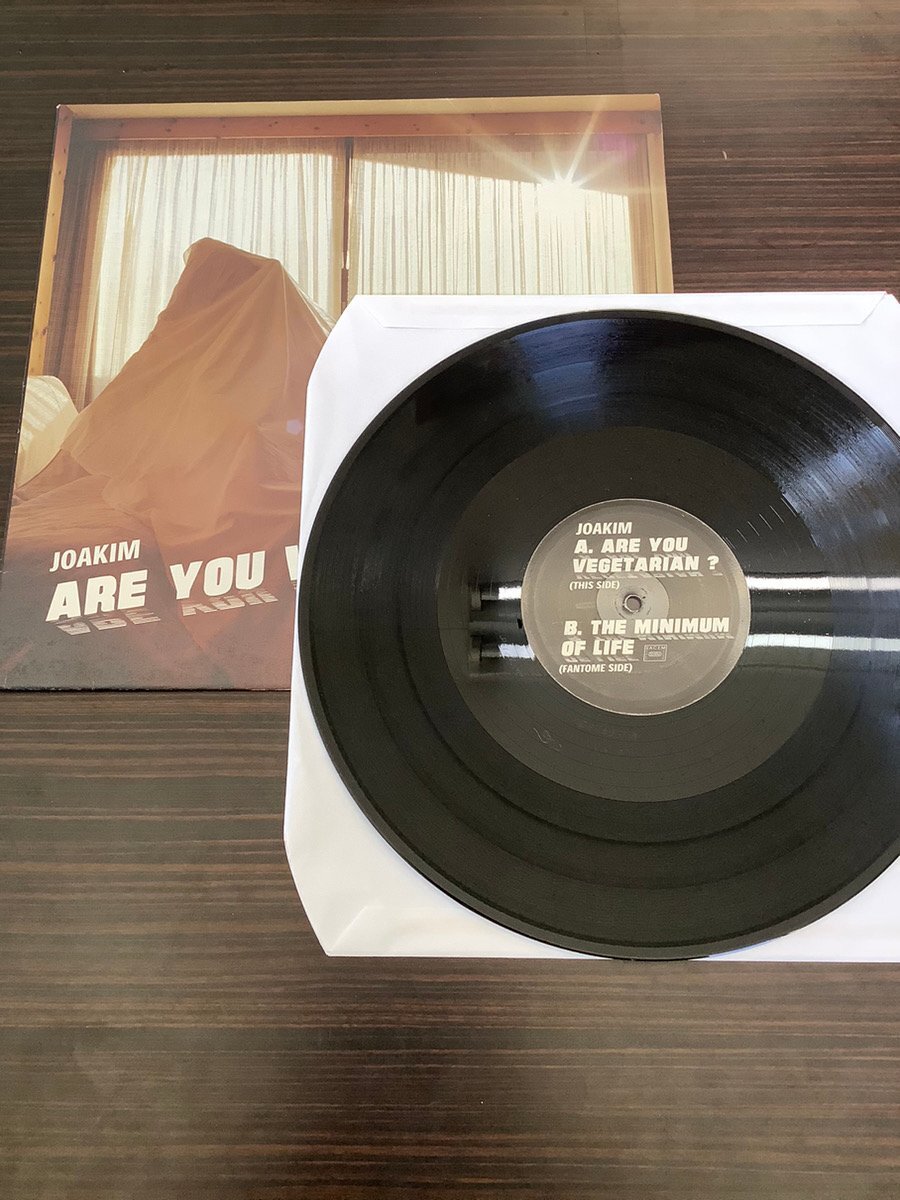 JOAKIM
ARE YOU
JOAKIM
A. ARE YOU
VEGETARIAN ?
(THIS SIDE)
B. THE MINIMUM
OF LIFE
SACEM
(FANTOME SIDE)